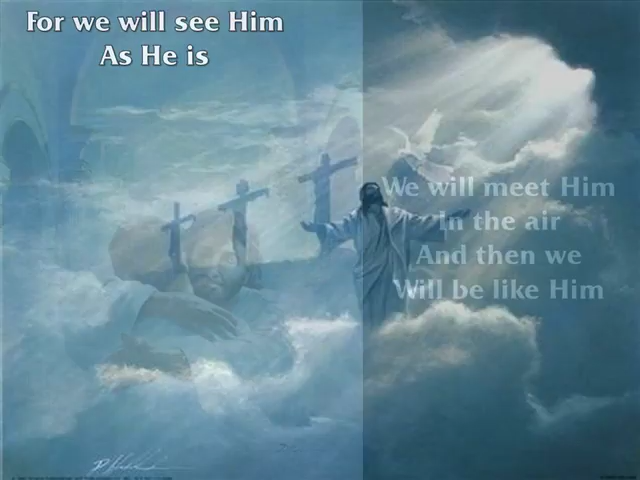 For we will see Him
As He is
We will meet Him
In the air
And then we
Will be like Him